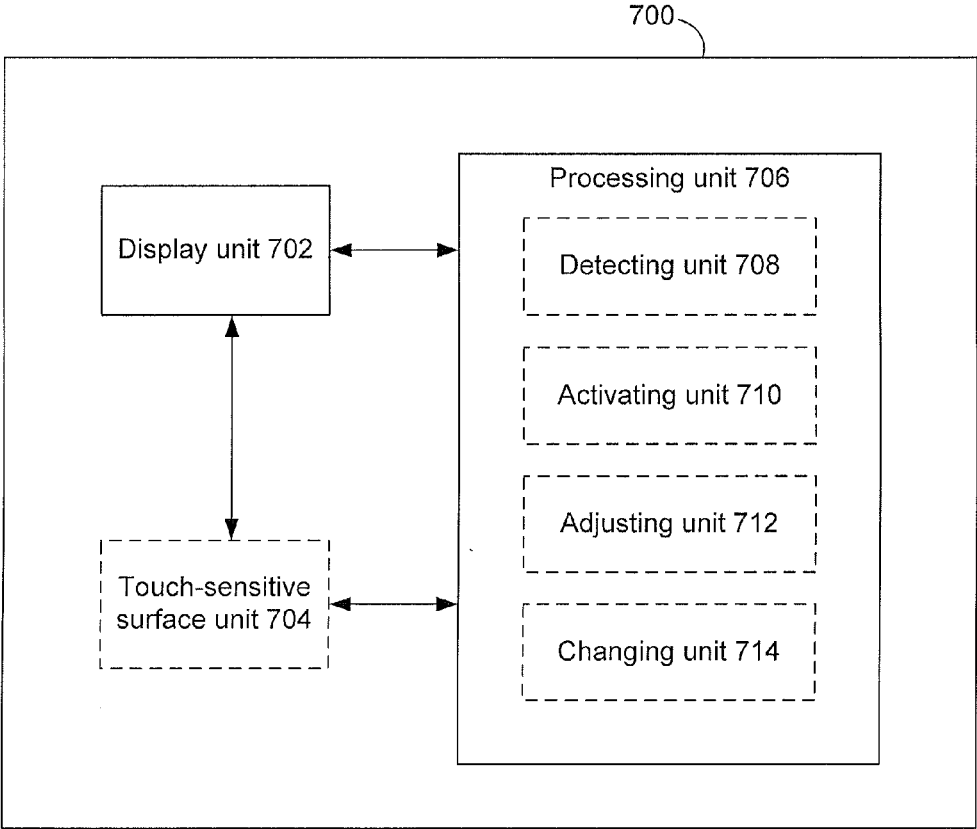 700
Processing unit 706
Display unit 702
Detecting unit 708
Activating unit 710
Adjusting unit 712
Touch-sensitive
surface unit 704
Changing unit 714